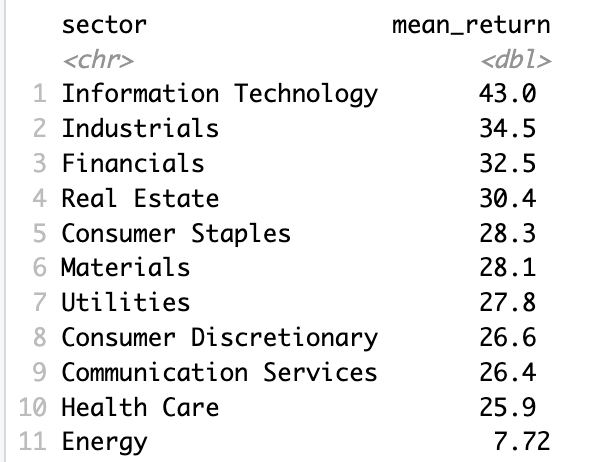 sector mean_return
<chr> <dbl>
1 Information Technology 43.0
2 Industrials 34.5
3 Financials 32.5
4 Real Estate 30.4
5 Consumer Staples 28.3
6 Materials 28.1
7 Utilities 27.8
8 Consumer Discretionary 26.6
9 Communication Services 26.4
10 Health Care 25.9
11 Energy 7.72